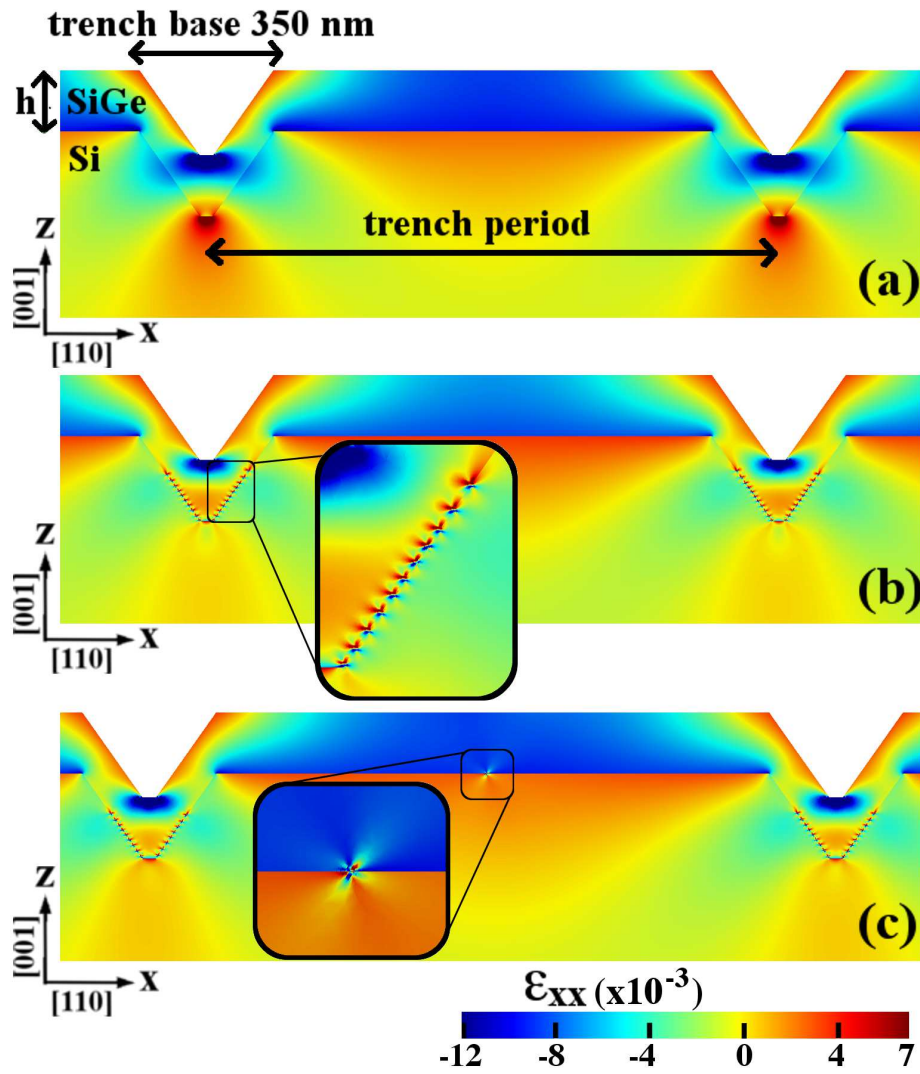 trench base 350 nm
h
SiGe
Si
trench period
z
[001]
x
[110]
(a)
z
[001]
x
[110]
(b)
z
[001]
x
[110]
(c)
εxx (x10-3)
-12 -8 -4 0 4 7